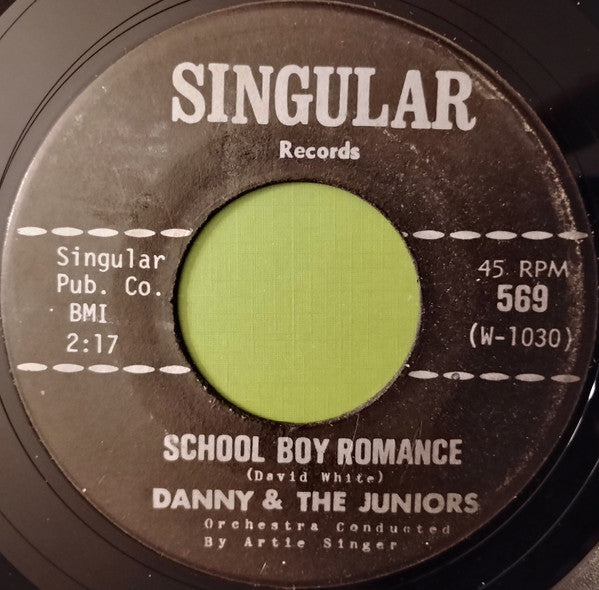 SINGULAR
Records
Singular
Pub. Co.
BMI
2:17
45 RPM
569
(W-1030)
SCHOOL BOY ROMANCE
(David White)
DANNY & THE JUNIORS
Orchestra Conducted
By Artie Singer